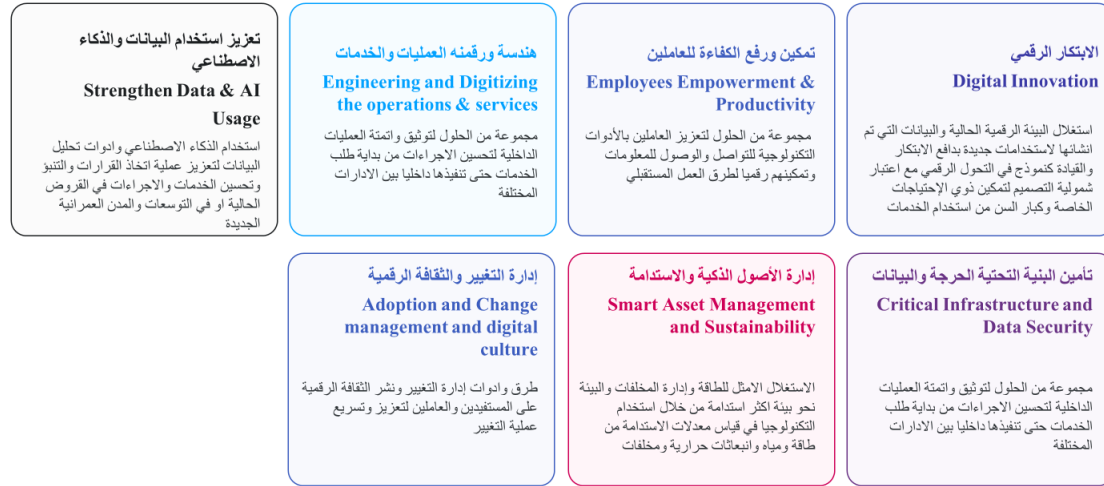 الابتكار الرقمي
Digital Innovation
استغلال البيئة الرقمية الحالية والبيانات التي تم
انشائها لاستخدامات جديدة بدافع الابتكار
والقيادة كنموذج في التحول الرقمي مع اعتبار
شمولية التصميم لتمكين ذوي الإحتياجات
الخاصة وكبار السن من استخدام الخدمات
تمكين ورفع الكفاءة للعاملين
Employees Empowerment &
Productivity
مجموعة من الحلول لتعزيز العاملين بالأدوات
التكنولوجية للتواصل والوصول للمعلومات
وتمكينهم رقميا لطرق العمل المستقبلي
هندسة ورقمنه العمليات والخدمات
Engineering and Digitizing
the operations & services
مجموعة من الحلول لتوثيق واتمتة العمليات
الداخلية لتحسين الاجراءات من بداية طلب
الخدمات حتى تنفيذها داخليا بين الادارات
المختلفة
تعزيز استخدام البيانات والذكاء
الاصطناعي
Strengthen Data & AI
Usage
استخدام الذكاء الاصطناعي وادوات تحليل
البيانات لتعزيز عملية اتخاذ القرارات والتنبؤ
وتحسين الخدمات والاجراءات في القروض
الحالية او في التوسعات والمدن العمرانية
الجديدة
تأمين البنية التحتية الحرجة والبيانات
Critical Infrastructure and
Data Security
مجموعة من الحلول لتوثيق واتمتة العمليات
الداخلية لتحسين الاجراءات من بداية طلب
الخدمات حتى تنفيذها داخليا بين الادارات
المختلفة
إدارة الأصول الذكية والاستدامة
Smart Asset Management
and Sustainability
الاستغلال الامثل للطاقة وإدارة المخلفات والبيئة
نحو بيئة اكثر استدامة من خلال استخدام
التكنولوجيا في قياس معدلات الاستدامة من
طاقة ومياه وانبعاثات حرارية ومخلفات
إدارة التغيير والثقافة الرقمية
Adoption and Change
management and digital
culture
طرق وادوات إدارة التغيير ونشر الثقافة الرقمية
على المستفيدين والعاملين لتعزيز وتسريع
عملية التغيير